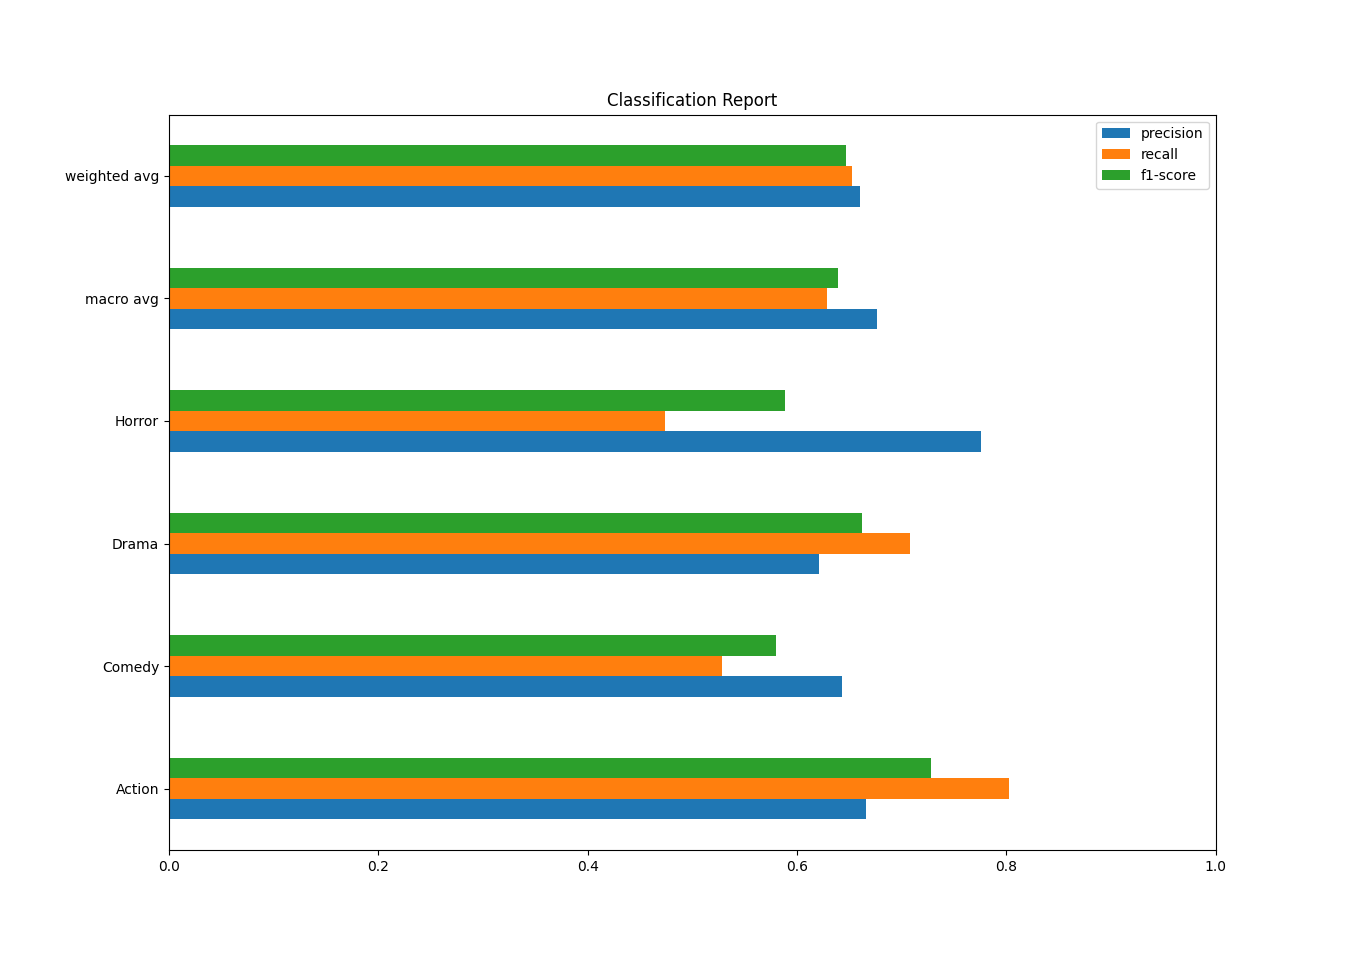 Classification Report
precision
recall
f1-score
weighted avg
macro avg
Horror
Drama
Comedy
Action
0.0 0.2 0.4 0.6 0.8 1.0